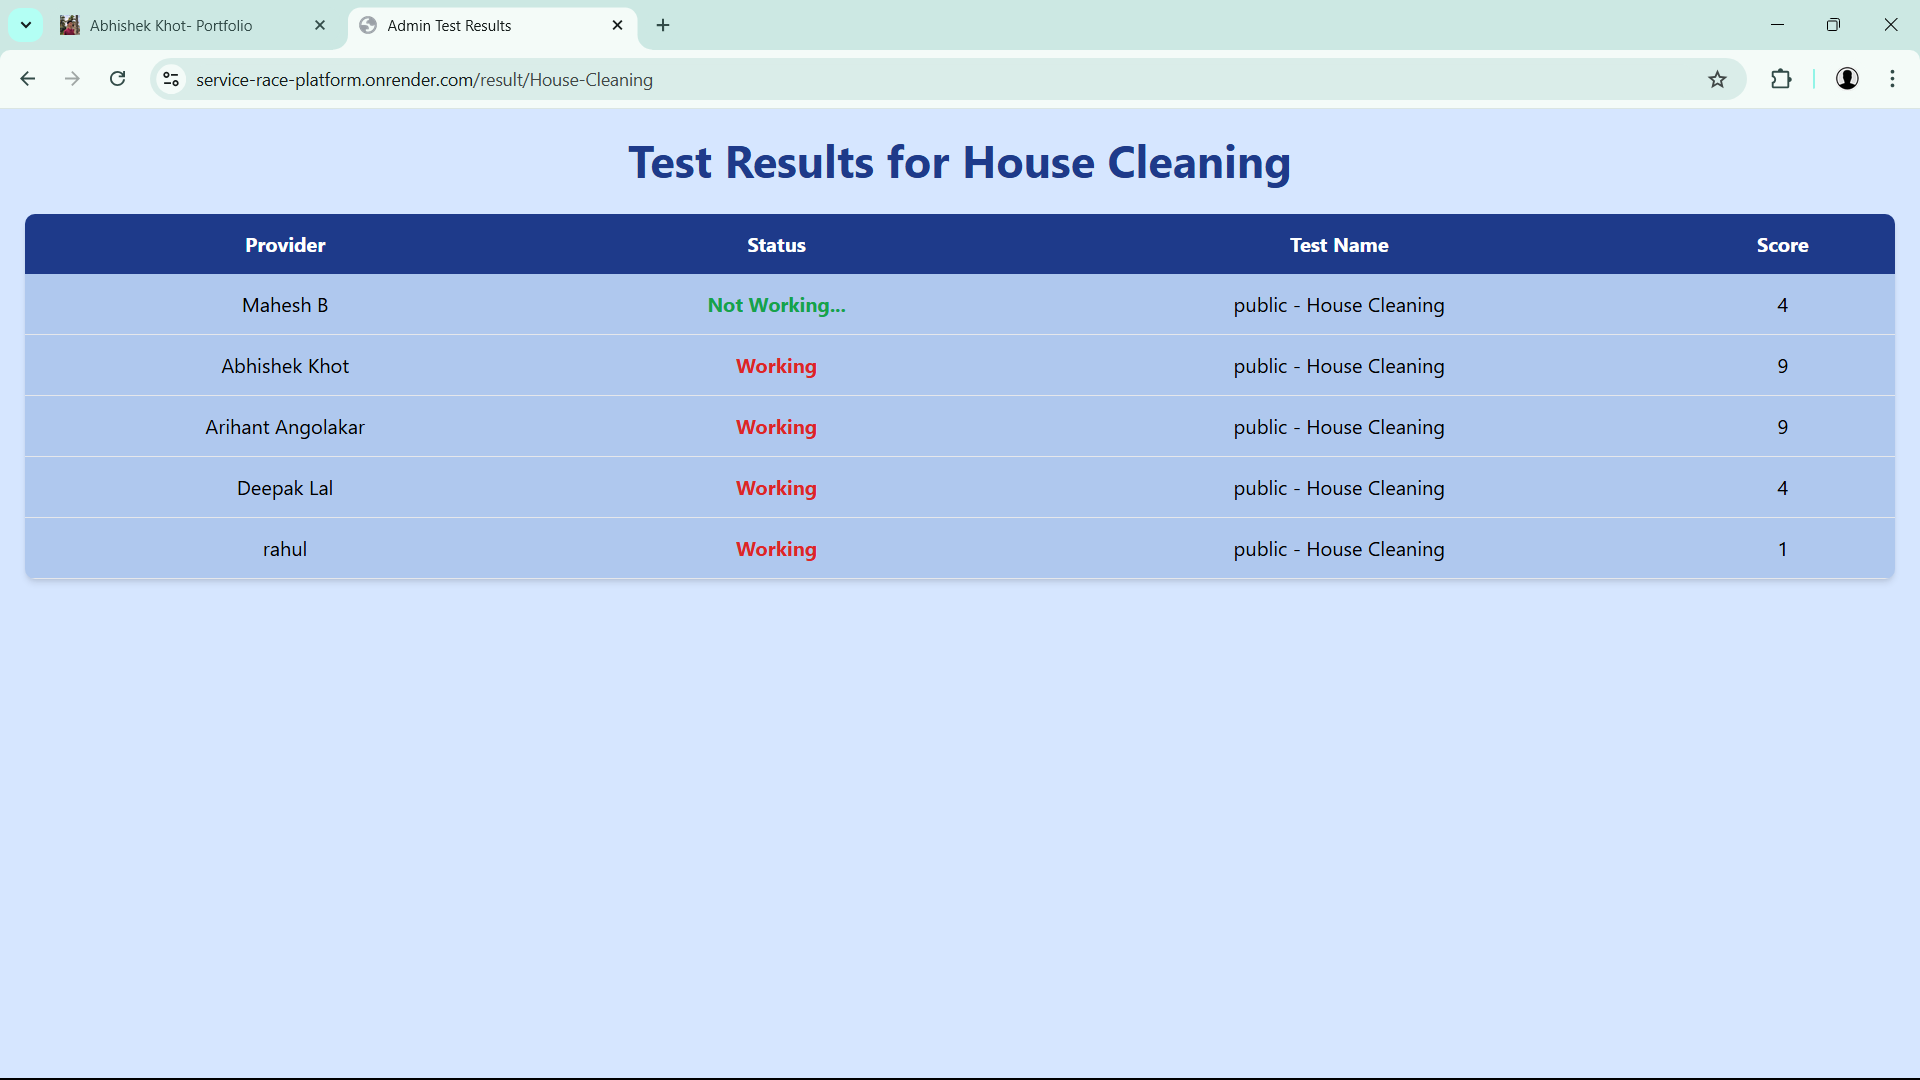 Abhishek Khot- Portfolio
Admin Test Results
service-race-platform.onrender.com/result/House-Cleaning
Test Results for House Cleaning
Provider Status Test Name Score
Mahesh B Not Working... public - House Cleaning 4
Abhishek Khot Working public - House Cleaning 9
Arihant Angolakar Working public - House Cleaning 9
Deepak Lal Working public - House Cleaning 4
rahul Working public - House Cleaning 1